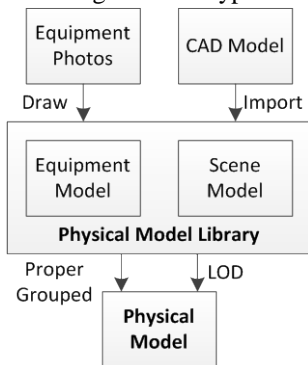 Equipment
Photos
CAD Model
Draw
Import
Equipment
Model
Scene
Model
Physical Model Library
Proper
Grouped
LOD
Physical
Model